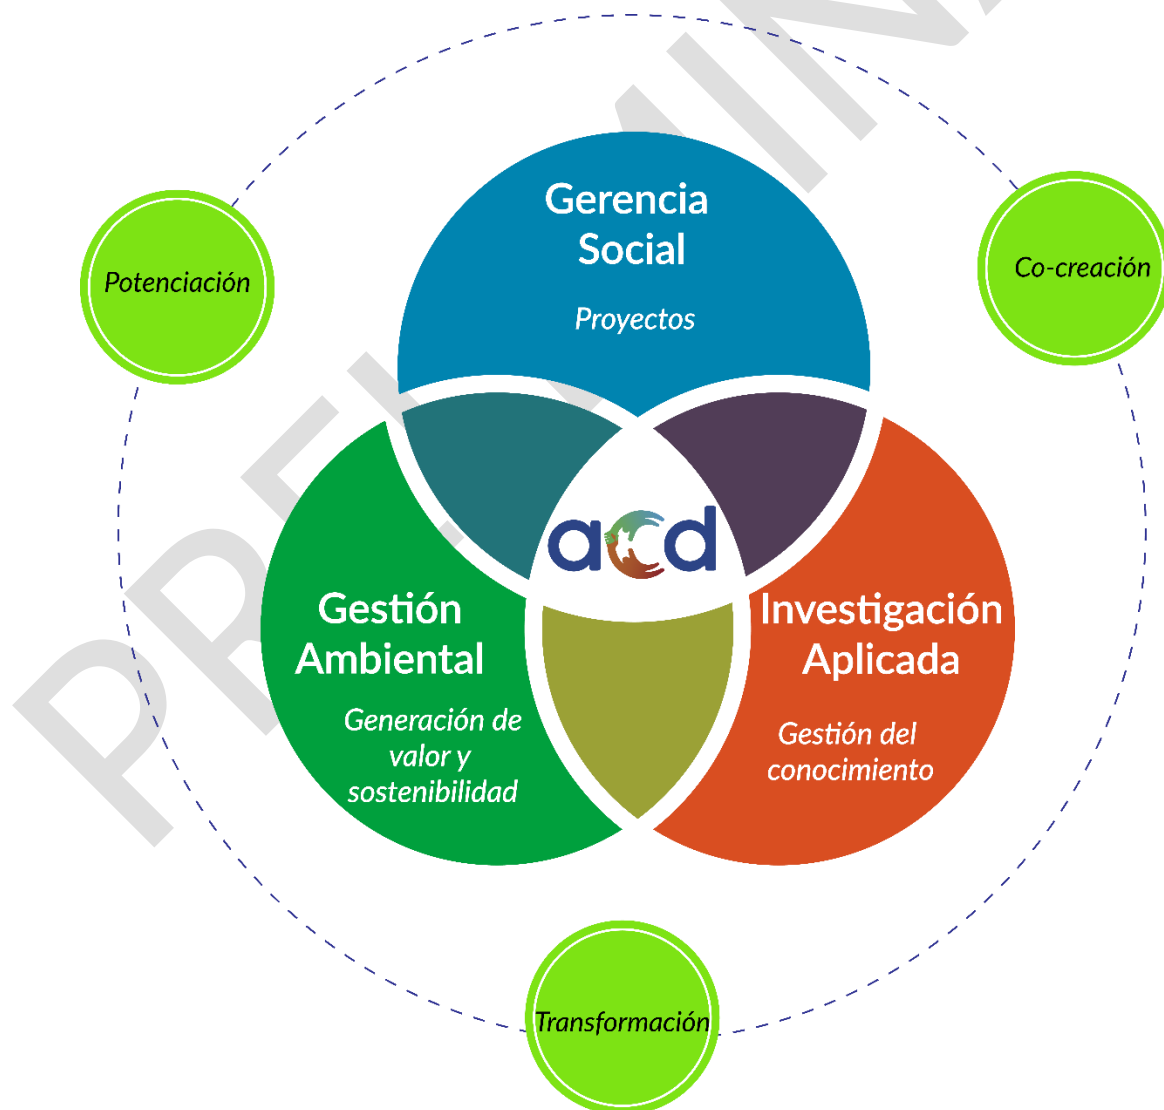 Gerencia
Social
Proyectos
Potenciación
Co-creación
acd
Gestión
Ambiental
Generación de
valor y
sostenibilidad
Investigación
Aplicada
Gestión del
conocimiento
Transformación